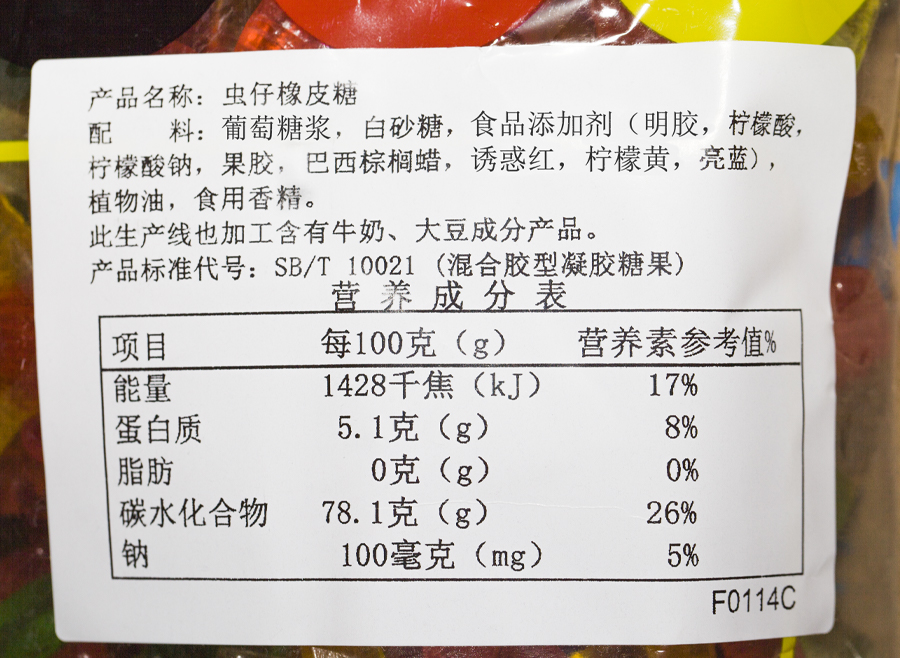 产品名称：虫仔橡皮糖
配　　料：葡萄糖浆，白砂糖，食品添加剂（明胶，柠檬酸，
柠檬酸钠，果胶，巴西棕榈蜡，诱惑红，柠檬黄，亮蓝），
植物油，食用香精。
此生产线也加工含有牛奶、大豆成分产品。
产品标准代号：SB/T 10021 (混合胶型凝胶糖果)
营养成分表
项目 每100克（g） 营养素参考值%
能量 1428千焦（kJ） 17%
蛋白质 5.1克（g） 8%
脂肪 0克（g） 0%
碳水化合物 78.1克（g） 26%
钠 100毫克（mg） 5%
F0114C